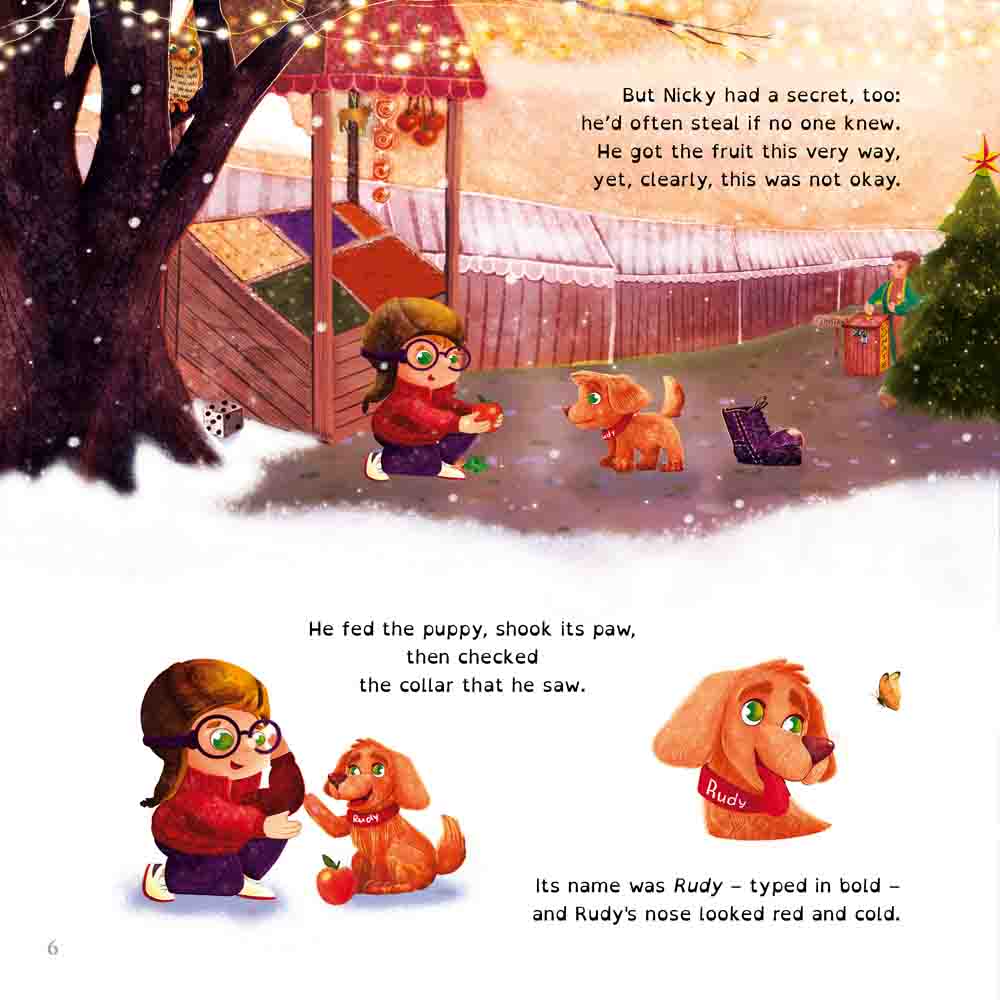 But Nicky had a secret, too:
he’d often steal if no one knew.
He got the fruit this very way,
yet, clearly, this was not okay.
udy
He fed the puppy, shook its paw,
then checked
the collar that he saw.
Rudy
Rudy
Its name was Rudy – typed in bold –
and Rudy's nose looked red and cold.
6